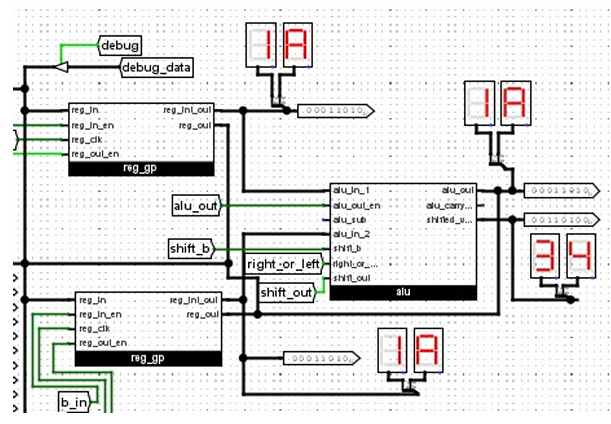 debug
debug_data
1A
00011010
reg_in
reg_in_en
reg_clk
reg_out_en
reg_inl_out
reg_out
reg_gp
1A
alu_out
shift_b
right_or_left
shift_out
alu_in_1
alu_out_en
alu_sub
alu_in_2
shift_b
right_or_...
shift_out
alu_out
alu_carry...
shifted_v...
alu
00011010
00110100
34
reg_in
reg_in_en
reg_clk
reg_out_en
reg_inl_out
reg_out
reg_gp
00011010
1A
b_in